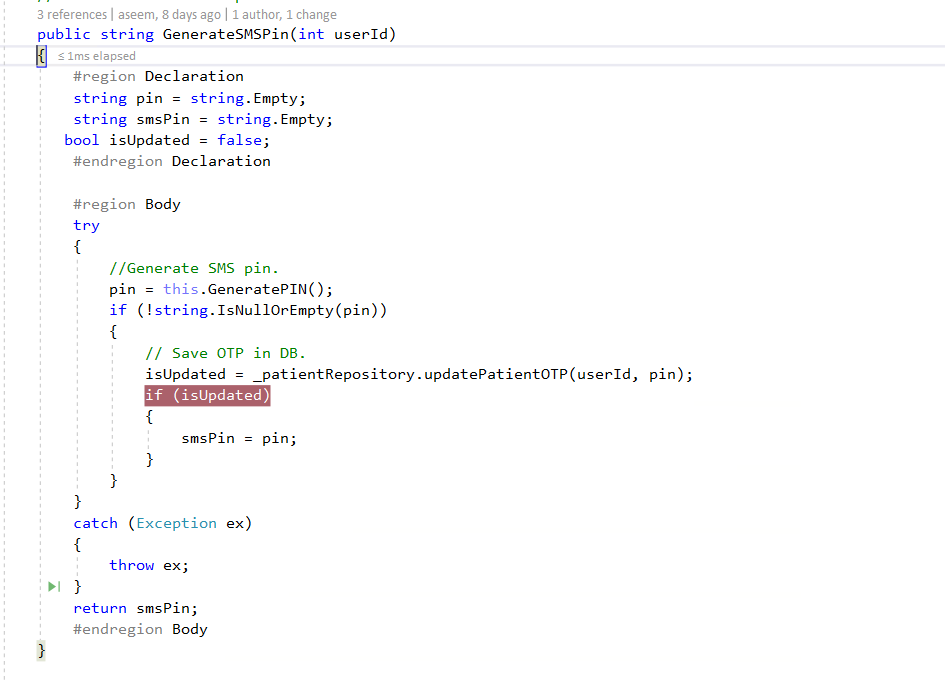 3 references | aseem, 8 days ago | 1 author, 1 change
public string GenerateSMSPin(int userId)
{ ≤ 1ms elapsed
#region Declaration
string pin = string.Empty;
string smsPin = string.Empty;
bool isUpdated = false;
#endregion Declaration
#region Body
try
{
//Generate SMS pin.
pin = this.GeneratePIN();
if (!string.IsNullOrEmpty(pin))
{
// Save OTP in DB.
isUpdated = _patientRepository.updatePatientOTP(userId, pin);
if (isUpdated)
{
smsPin = pin;
}
}
}
catch (Exception ex)
{
throw ex;
}
return smsPin;
#endregion Body
}